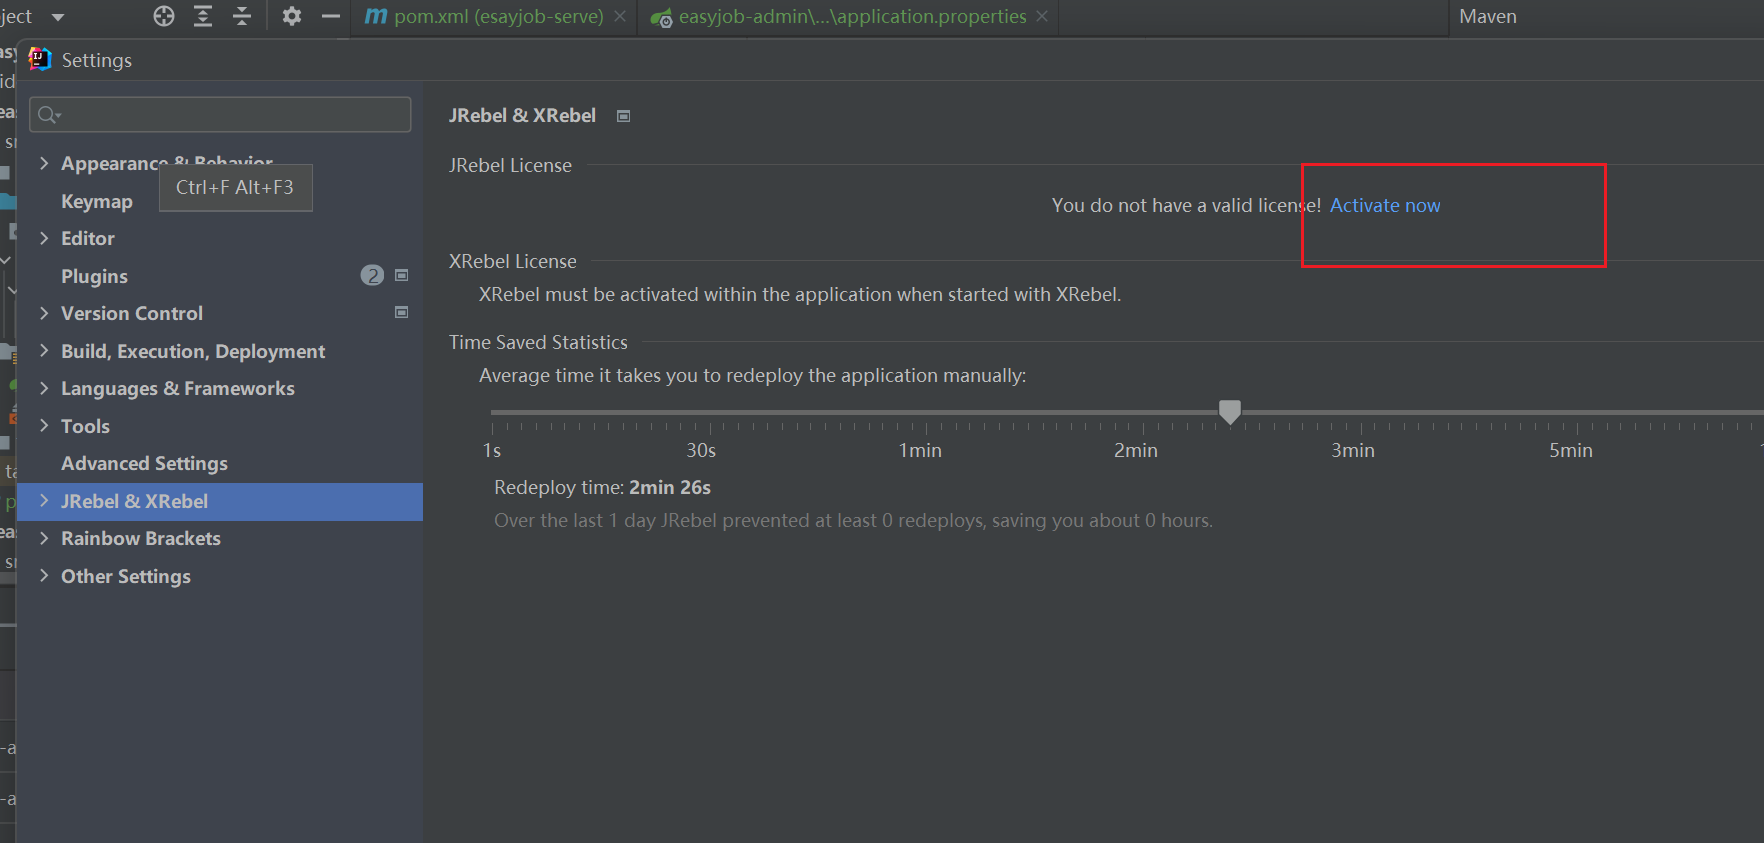 ject
pom.xml (esayjob-serve)
easyjob-admin\...\application.properties
Maven
Settings
JRebel & XRebel
JRebel License
Appearance & Behavior
Ctrl+F Alt+F3
Keymap
You do not have a valid license! Activate now
Editor
XRebel License
Plugins
2
XRebel must be activated within the application when started with XRebel.
Version Control
Time Saved Statistics
Build, Execution, Deployment
Average time it takes you to redeploy the application manually:
Languages & Frameworks
Tools
1s 30s 1min 2min 3min 5min
Advanced Settings
Redeploy time: 2min 26s
JRebel & XRebel
Over the last 1 day JRebel prevented at least 0 redeploys, saving you about 0 hours.
Rainbow Brackets
Other Settings
-a
-a